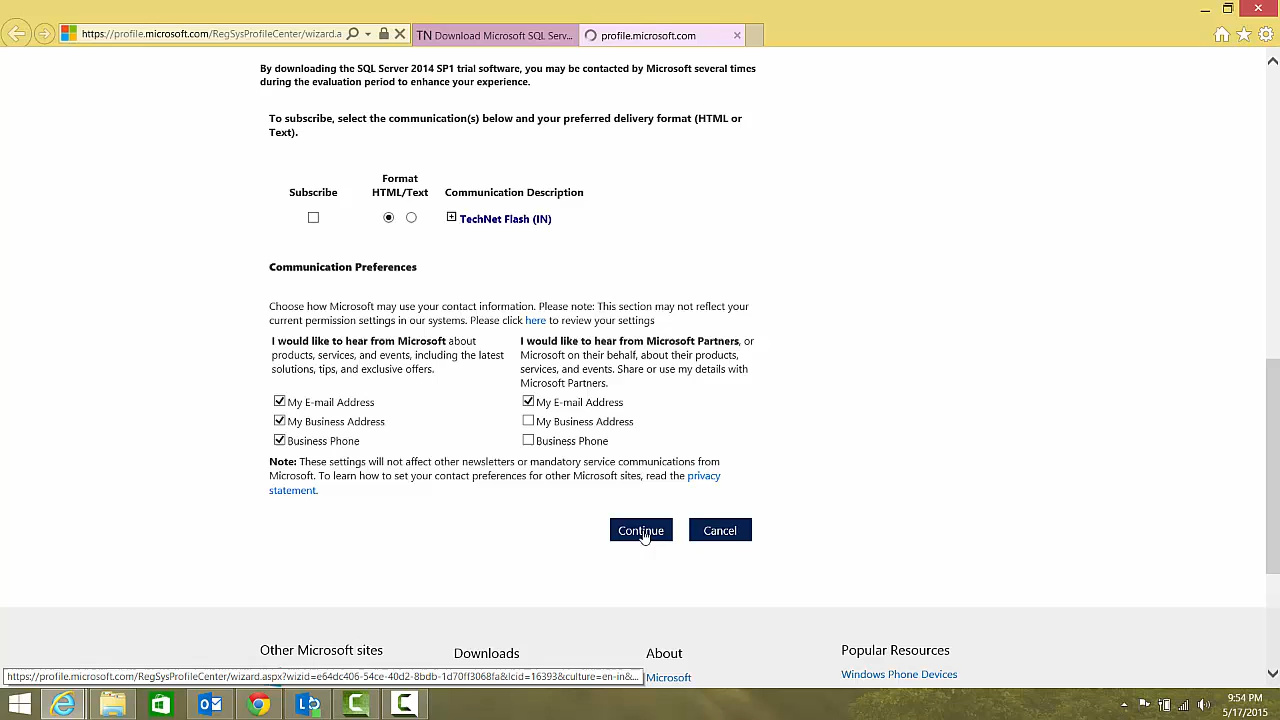 https://profile.microsoft.com/RegSysProfileCenter/wizard.a
TN Download Microsoft SQL Serv...
profile.microsoft.com
By downloading the SQL Server 2014 SP1 trial software, you may be contacted by Microsoft several times
during the evaluation period to enhance your experience.
To subscribe, select the communication(s) below and your preferred delivery format (HTML or
Text).
Format
Subscribe HTML/Text Communication Description
TechNet Flash (IN)
Communication Preferences
Choose how Microsoft may use your contact information. Please note: This section may not reflect your
current permission settings in our systems. Please click here to review your settings
I would like to hear from Microsoft about
products, services, and events, including the latest
solutions, tips, and exclusive offers.
My E-mail Address
My Business Address
Business Phone
I would like to hear from Microsoft Partners, or
Microsoft on their behalf, about their products,
services, and events. Share or use my details with
Microsoft Partners.
My E-mail Address
My Business Address
Business Phone
Note: These settings will not affect other newsletters or mandatory service communications from
Microsoft. To learn how to set your contact preferences for other Microsoft sites, read the privacy
statement.
Continue Cancel
Other Microsoft sites Downloads About Popular Resources
https://profile.microsoft.com/RegSysProfileCenter/wizard.aspx?wizid=e64dc406-54ce-40d2-8bdb-1d70ff3068fa&lcid=16393&culture=en-in&...
Microsoft
Windows Phone Devices
9:54 PM
5/17/2015